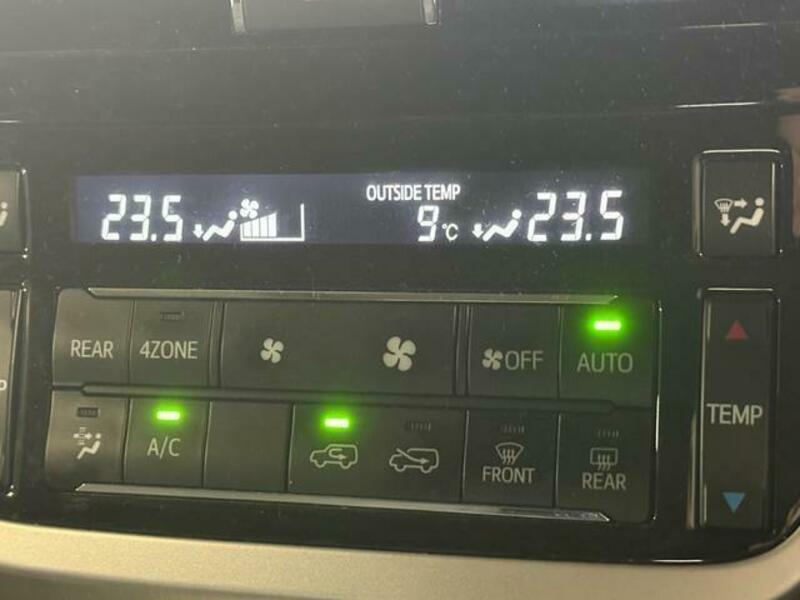 OUTSIDE TEMP
23.5 9°C 23.5
REAR 4ZONE OFF AUTO
TEMP
A/C FRONT REAR